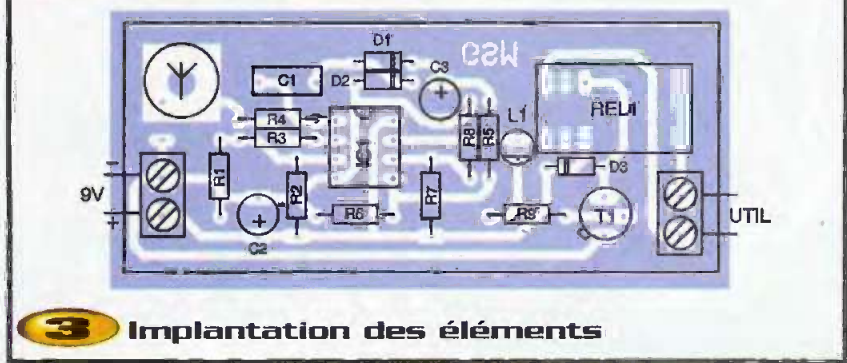 D1
GSM
C1
D2
C3
L1
REL1
R4
R3
IC1
R8
R5
D3
R1
R2
R7
9V
+
R6
R9
T1
UTIL
C2
3 Implantation des éléments